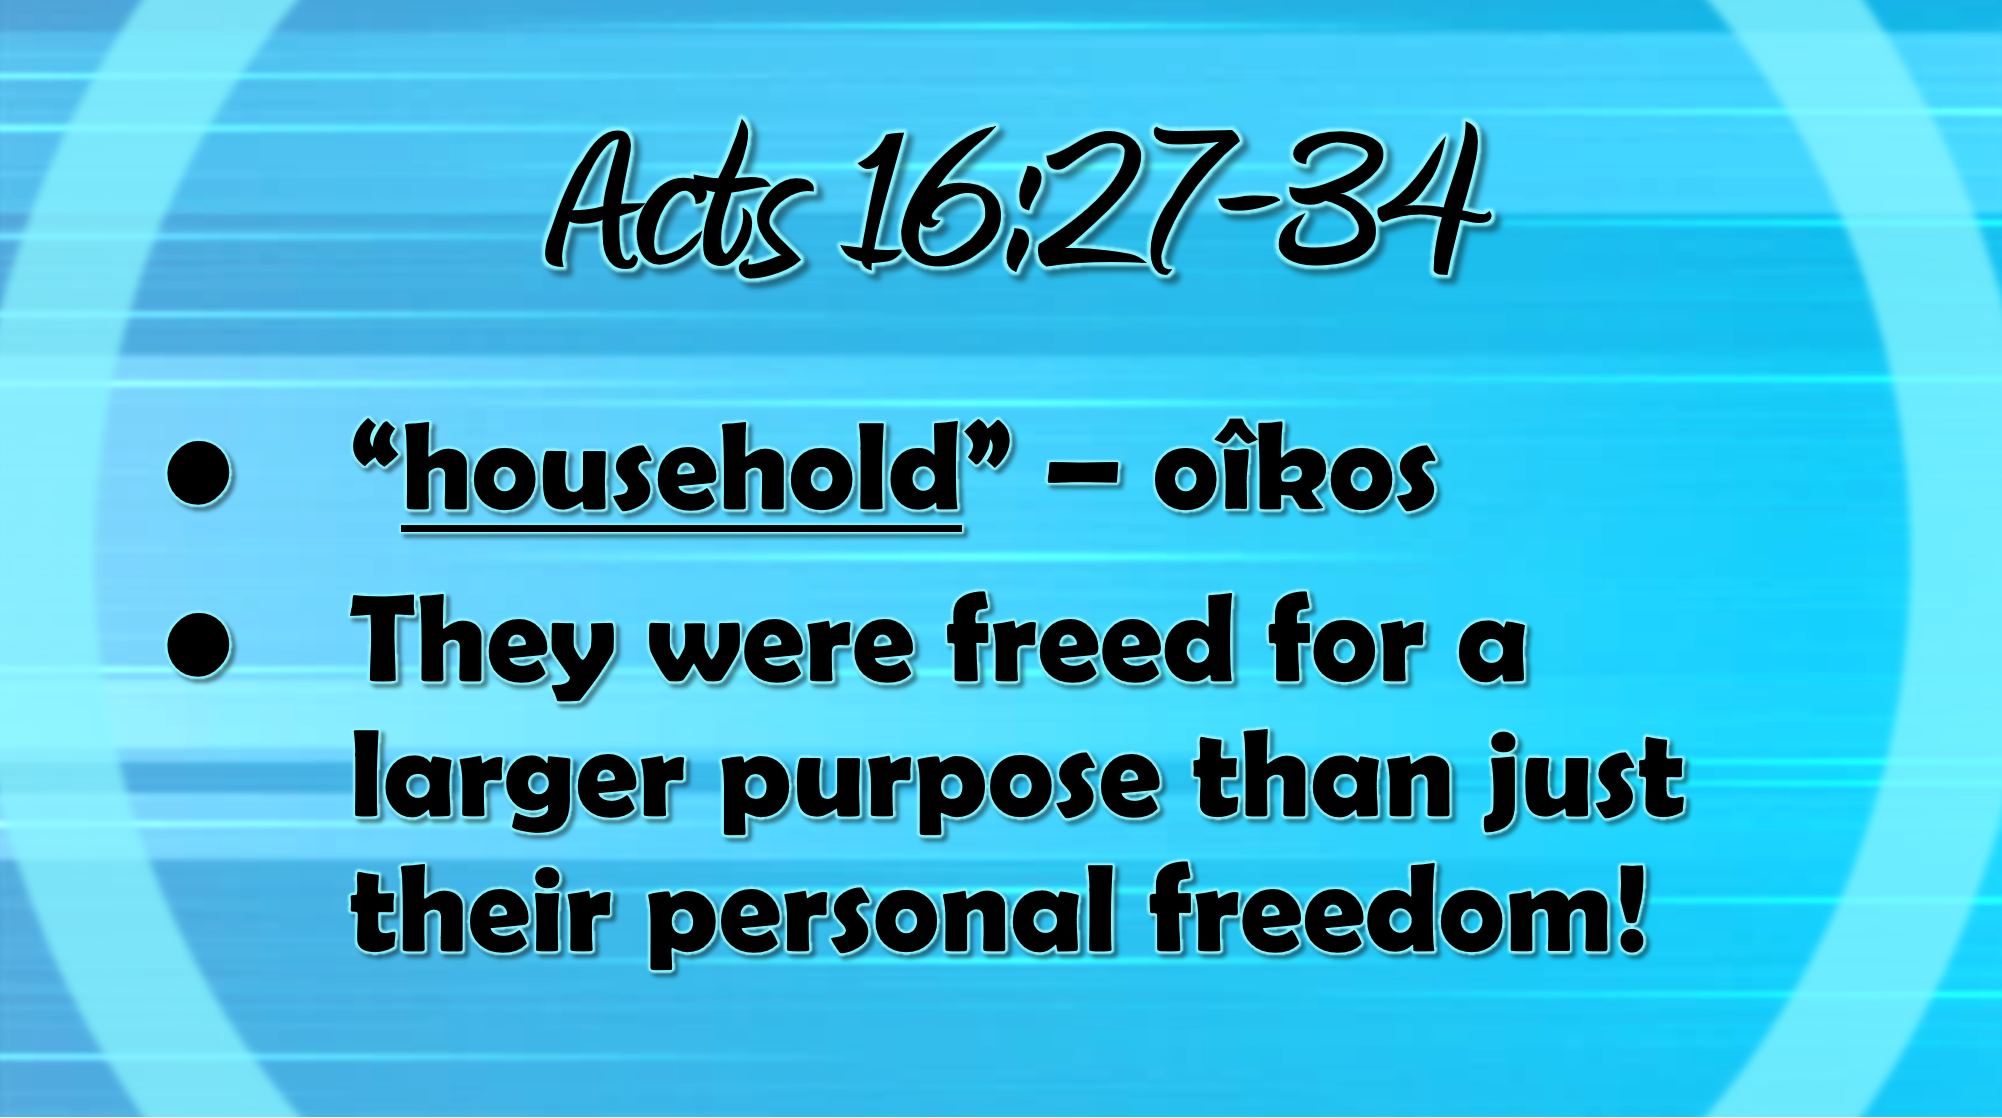 Acts 16:27-34
● “household” – oîkos
● They were freed for a
larger purpose than just
their personal freedom!